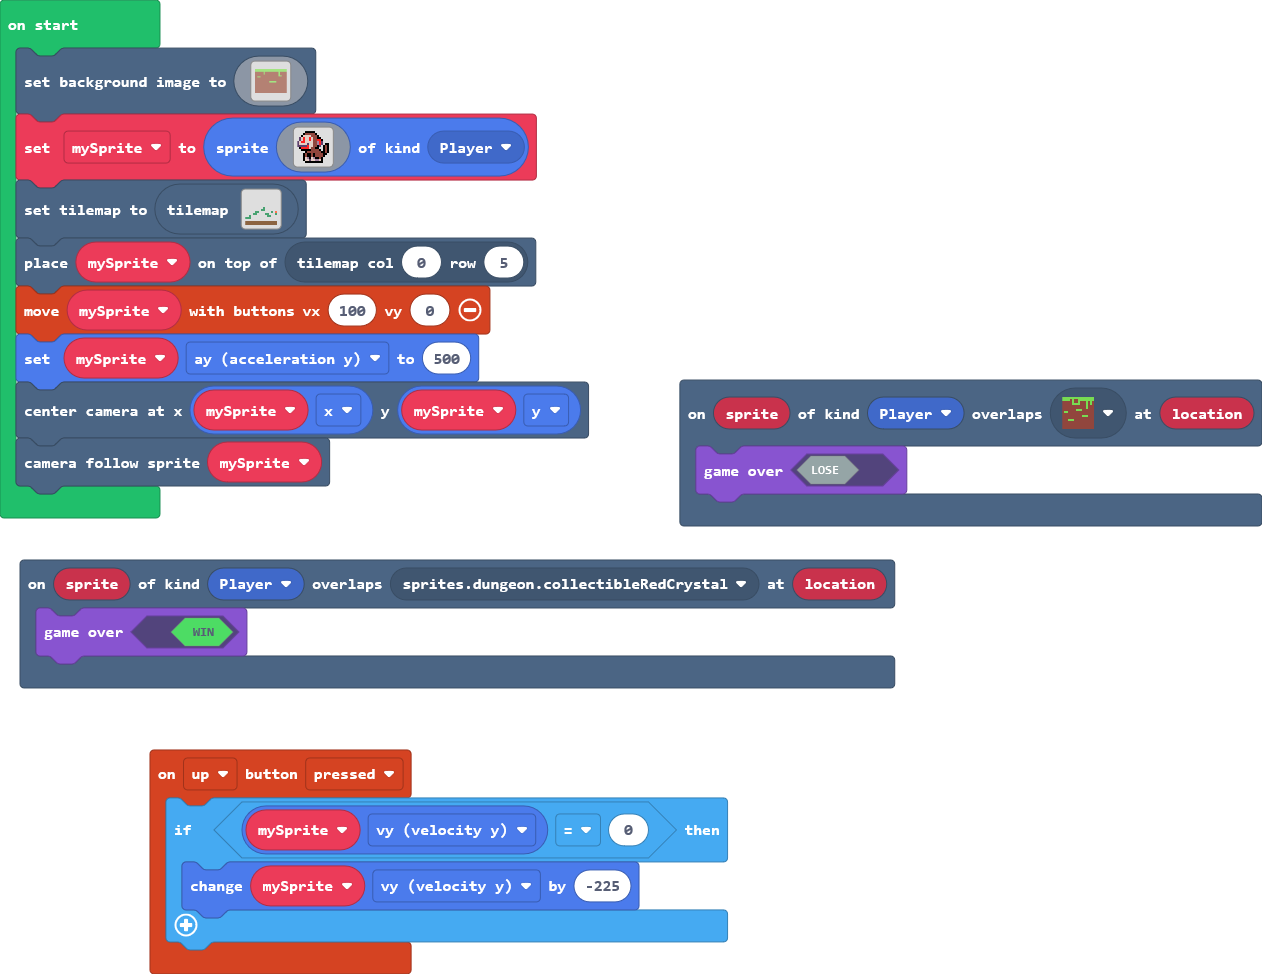 on start
set background image to
set mySprite to sprite of kind Player
set tilemap to tilemap
place mySprite on top of tilemap col 0 row 5
move mySprite with buttons vx 100 vy 0
set mySprite ay (acceleration y) to 500
center camera at x mySprite x y mySprite y
camera follow sprite mySprite
on sprite of kind Player overlaps at location
game over LOSE
on sprite of kind Player overlaps sprites.dungeon.collectibleRedCrystal at location
game over WIN
on up button pressed
if mySprite vy (velocity y) = 0 then
change mySprite vy (velocity y) by -225